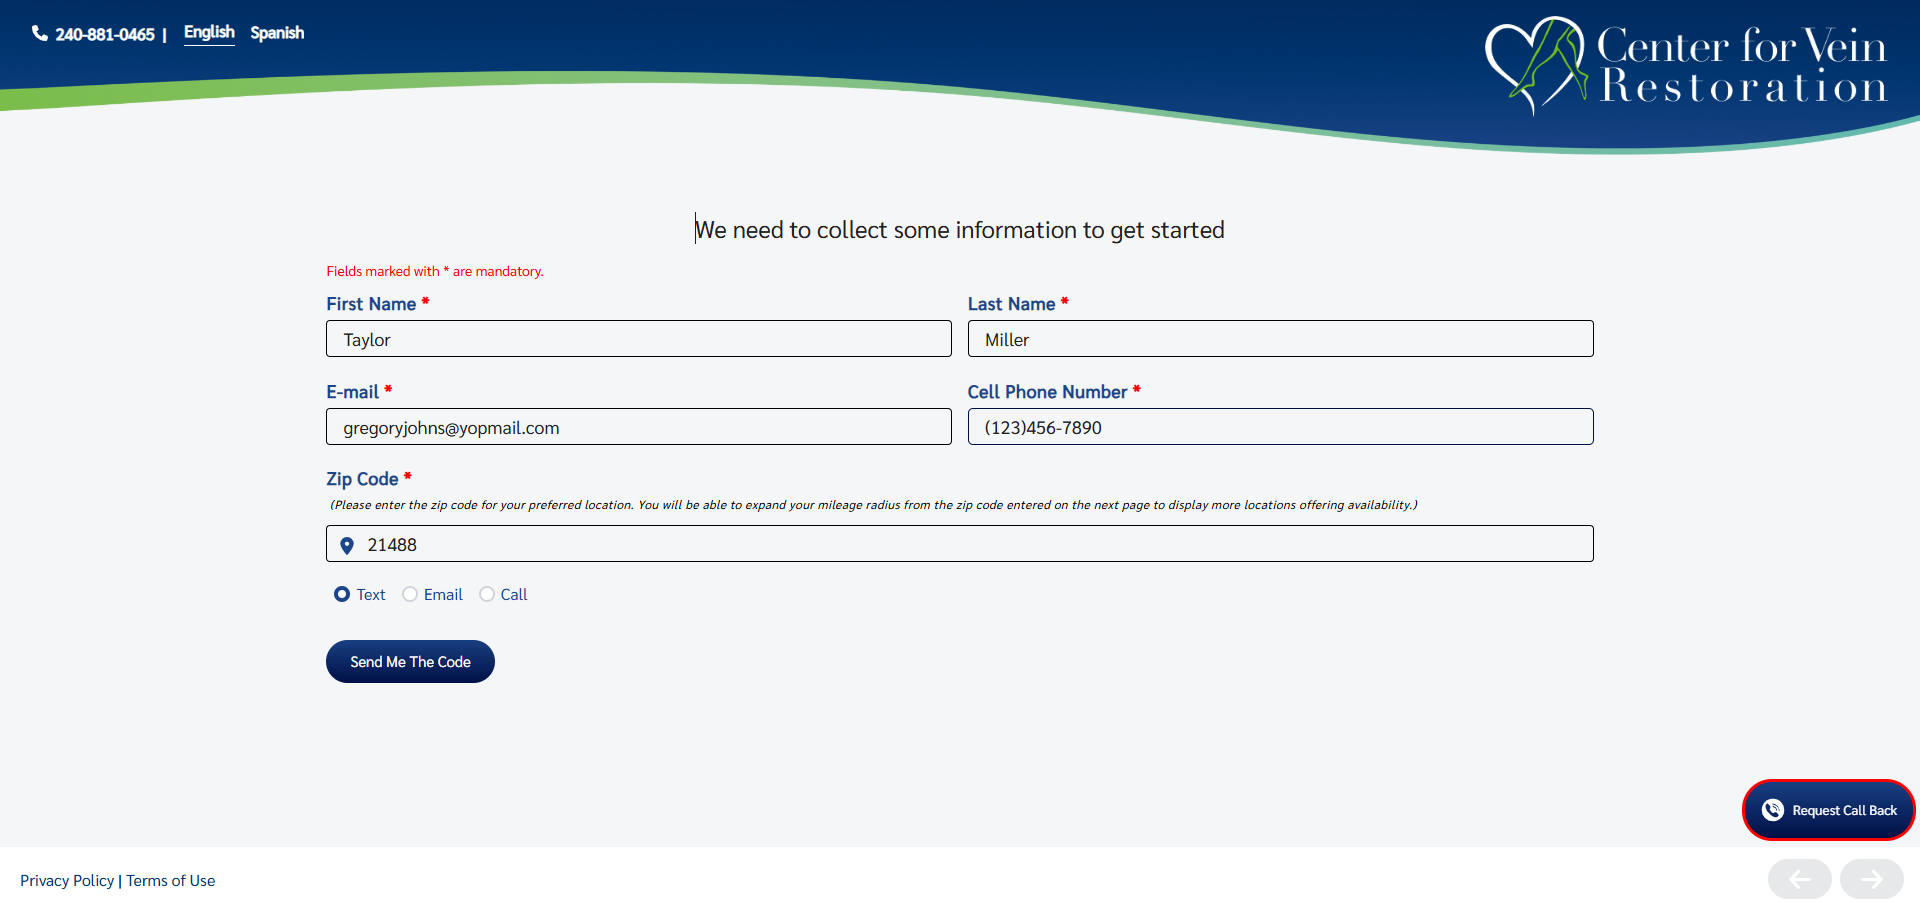 240-881-0465 | English Spanish
Center for Vein
Restoration
We need to collect some information to get started
Fields marked with * are mandatory.
First Name *
Last Name *
Taylor
Miller
E-mail *
Cell Phone Number *
gregoryjohns@yopmail.com
(123)456-7890
Zip Code *
(Please enter the zip code for your preferred location. You will be able to expand your mileage radius from the zip code entered on the next page to display more locations offering availability.)
21488
Text Email Call
Send Me The Code
Request Call Back
Privacy Policy | Terms of Use